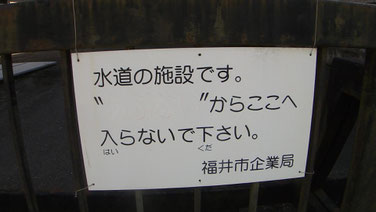 水道の施設です。
〝 〞からここへ
入らないで下さい。
はい くだ
福井市企業局